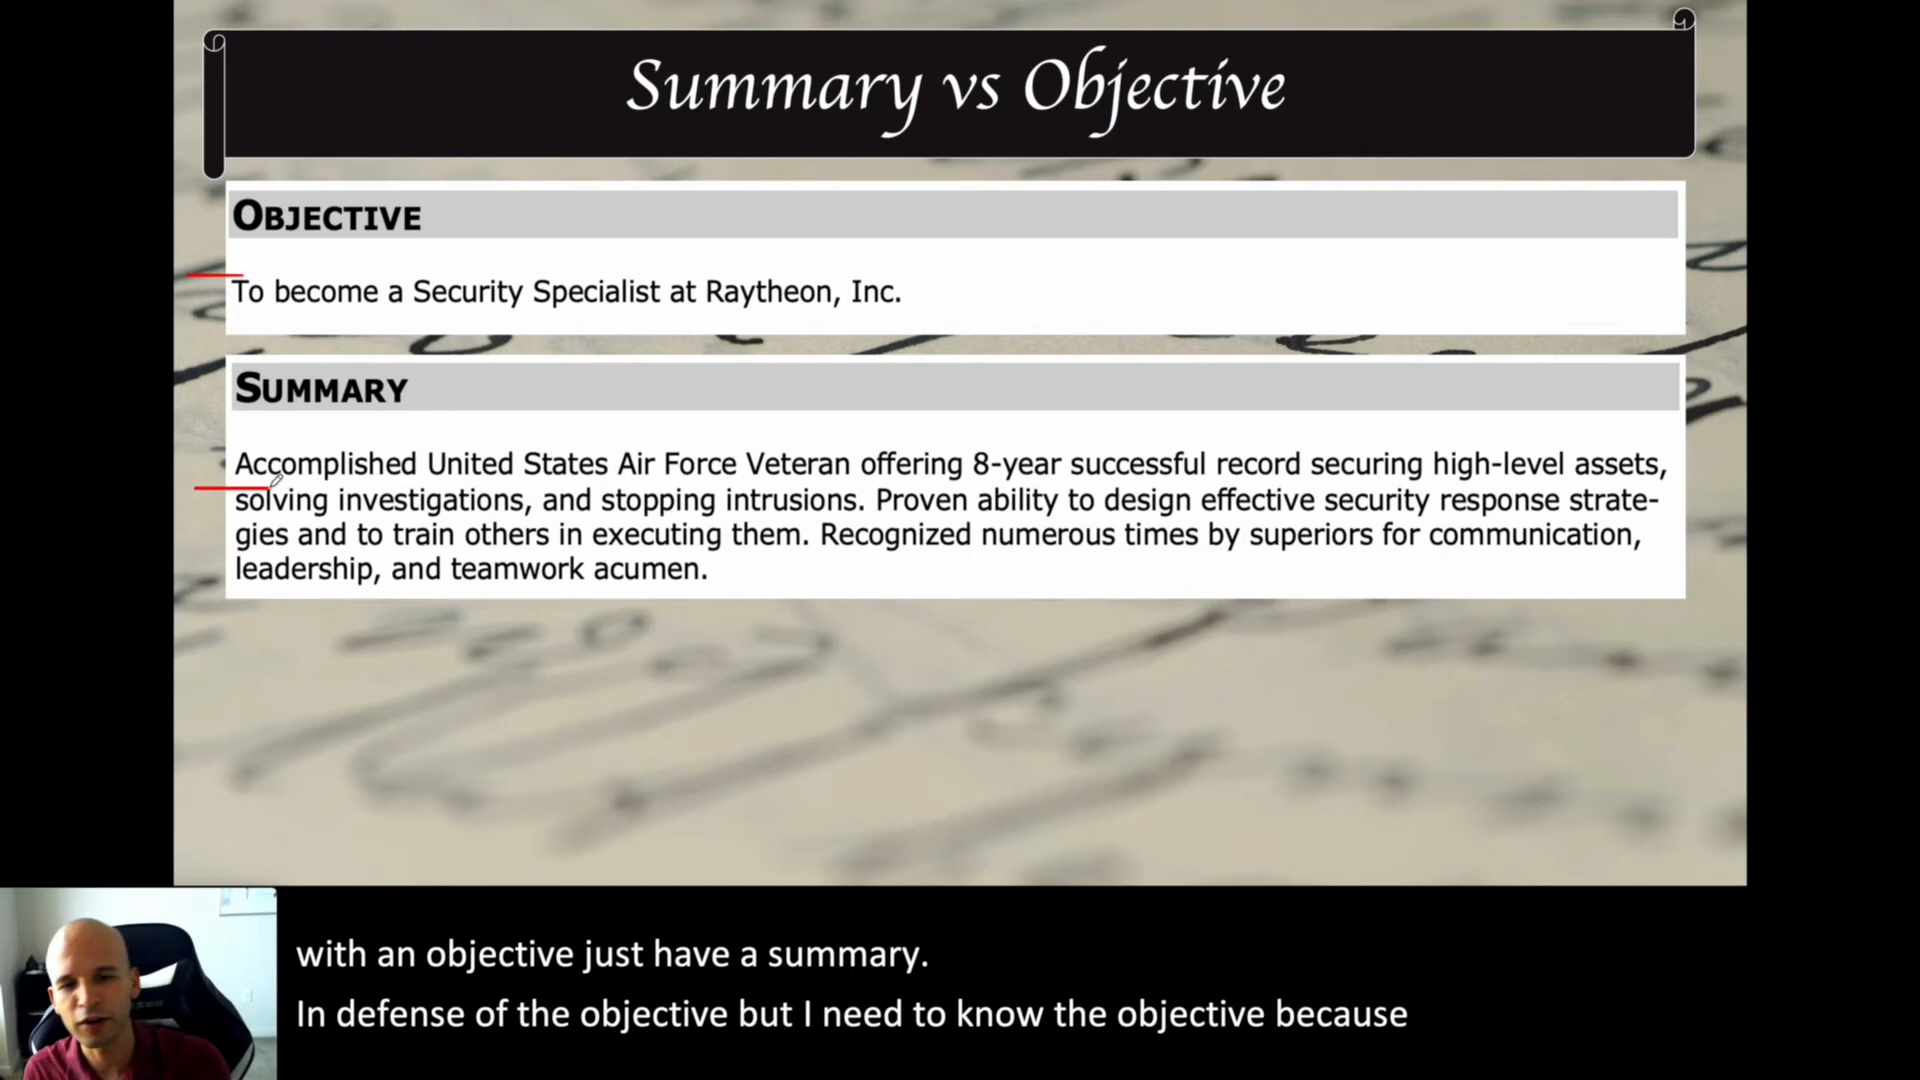 Summary vs Objective
OBJECTIVE
To become a Security Specialist at Raytheon, Inc.
SUMMARY
Accomplished United States Air Force Veteran offering 8-year successful record securing high-level assets,
solving investigations, and stopping intrusions. Proven ability to design effective security response strate-
gies and to train others in executing them. Recognized numerous times by superiors for communication,
leadership, and teamwork acumen.
with an objective just have a summary.
In defense of the objective but I need to know the objective because